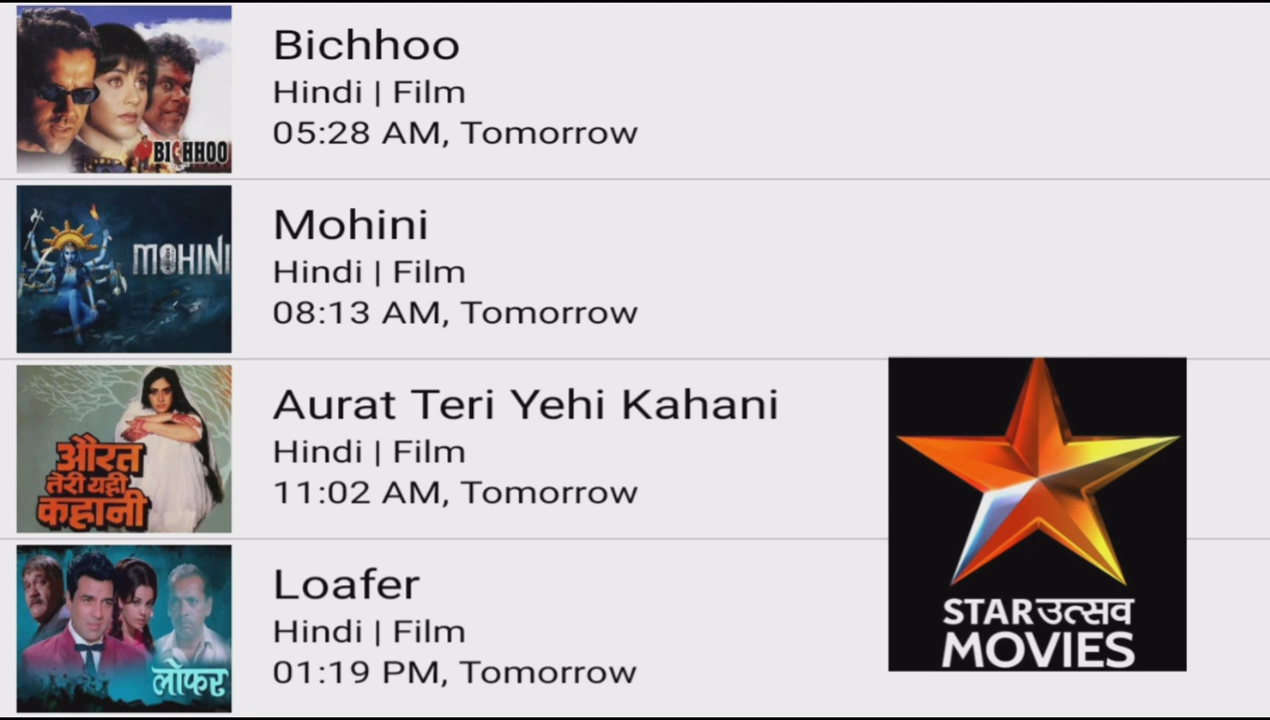 Bichhoo
Hindi | Film
05:28 AM, Tomorrow
BICHHOO
Mohini
Hindi | Film
08:13 AM, Tomorrow
MOHINI
Aurat Teri Yehi Kahani
Hindi | Film
11:02 AM, Tomorrow
औरत
तेरी यही
कहानी
Loafer
Hindi | Film
01:19 PM, Tomorrow
लोफर
STAR उत्सव
MOVIES